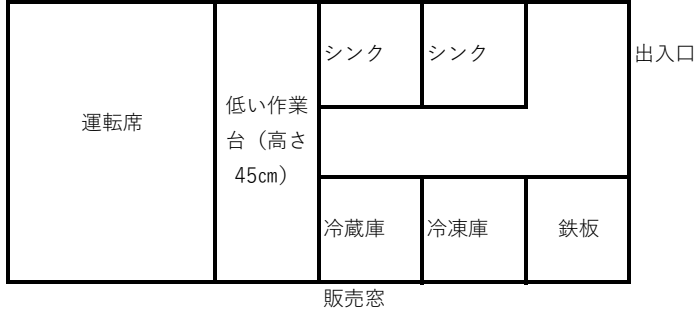 シンク
シンク
出入口
運転席
低い作業
台（高さ
45㎝）
冷蔵庫
冷凍庫
鉄板
販売窓